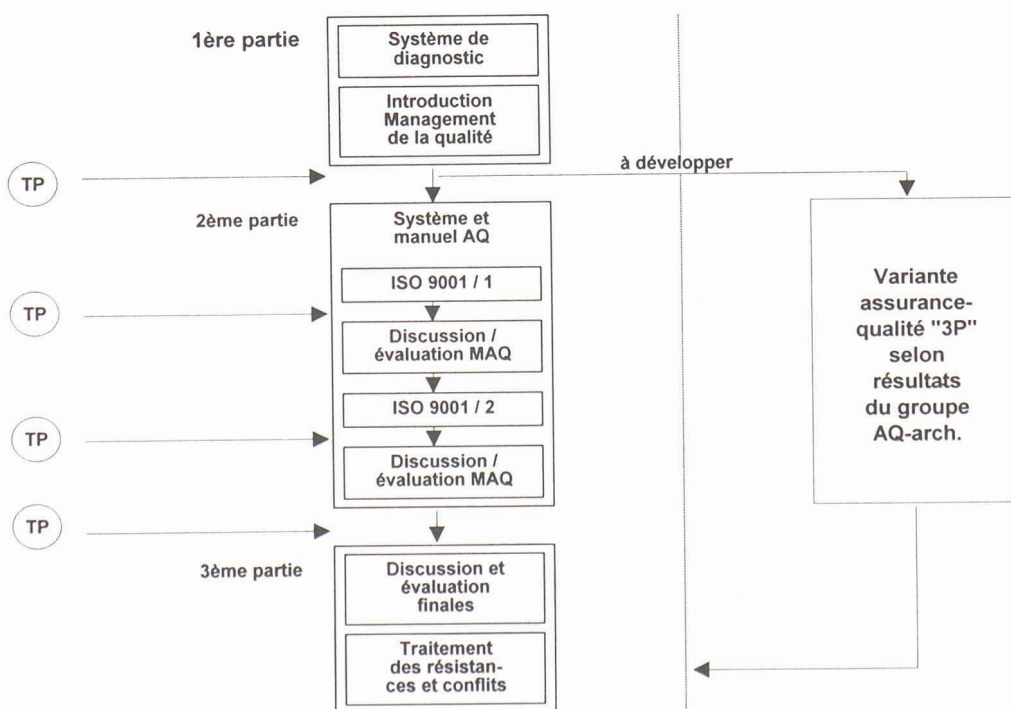 1ère partie
Système de
diagnostic
Introduction
Management
de la qualité
à développer
TP
2ème partie
Système et
manuel AQ
ISO 9001 / 1
TP
Discussion /
évaluation MAQ
ISO 9001 / 2
TP
Discussion /
évaluation MAQ
Variante
assurance-
qualité "3P"
selon
résultats
du groupe
AQ-arch.
TP
3ème partie
Discussion et
évaluation
finales
Traitement
des résistan-
ces et conflits